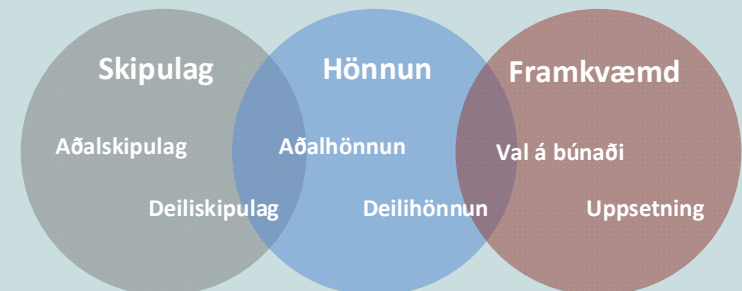 Skipulag
Aðalskipulag
Deiliskipulag
Hönnun
Aðalhönnun
Deilihönnun
Framkvæmd
Val á búnaði
Uppsetning